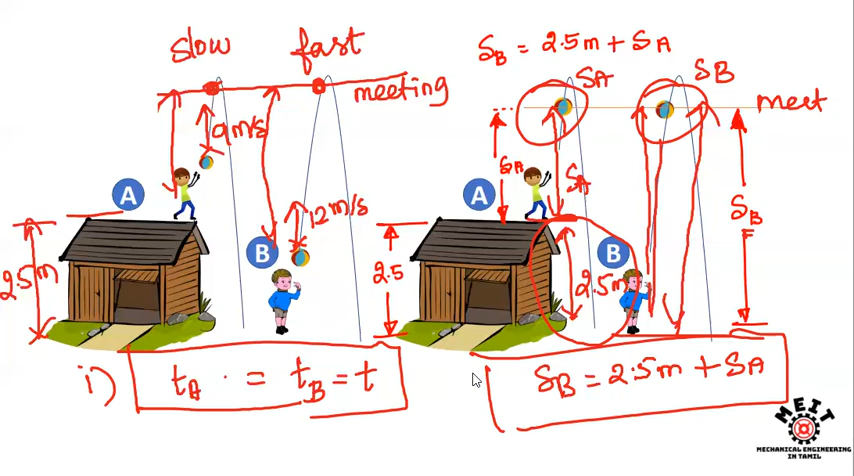 slow
fast
meeting
9m/s
A
12m/s
B
2.5m
i) tA = tB = t
SB = 2.5m + SA
SA
SB
... meet
SA
SA
A
SB =
B
2.5
2.5m
SB = 2.5m + SA
MEIT
MECHANICAL ENGINEERING
IN TAMIL